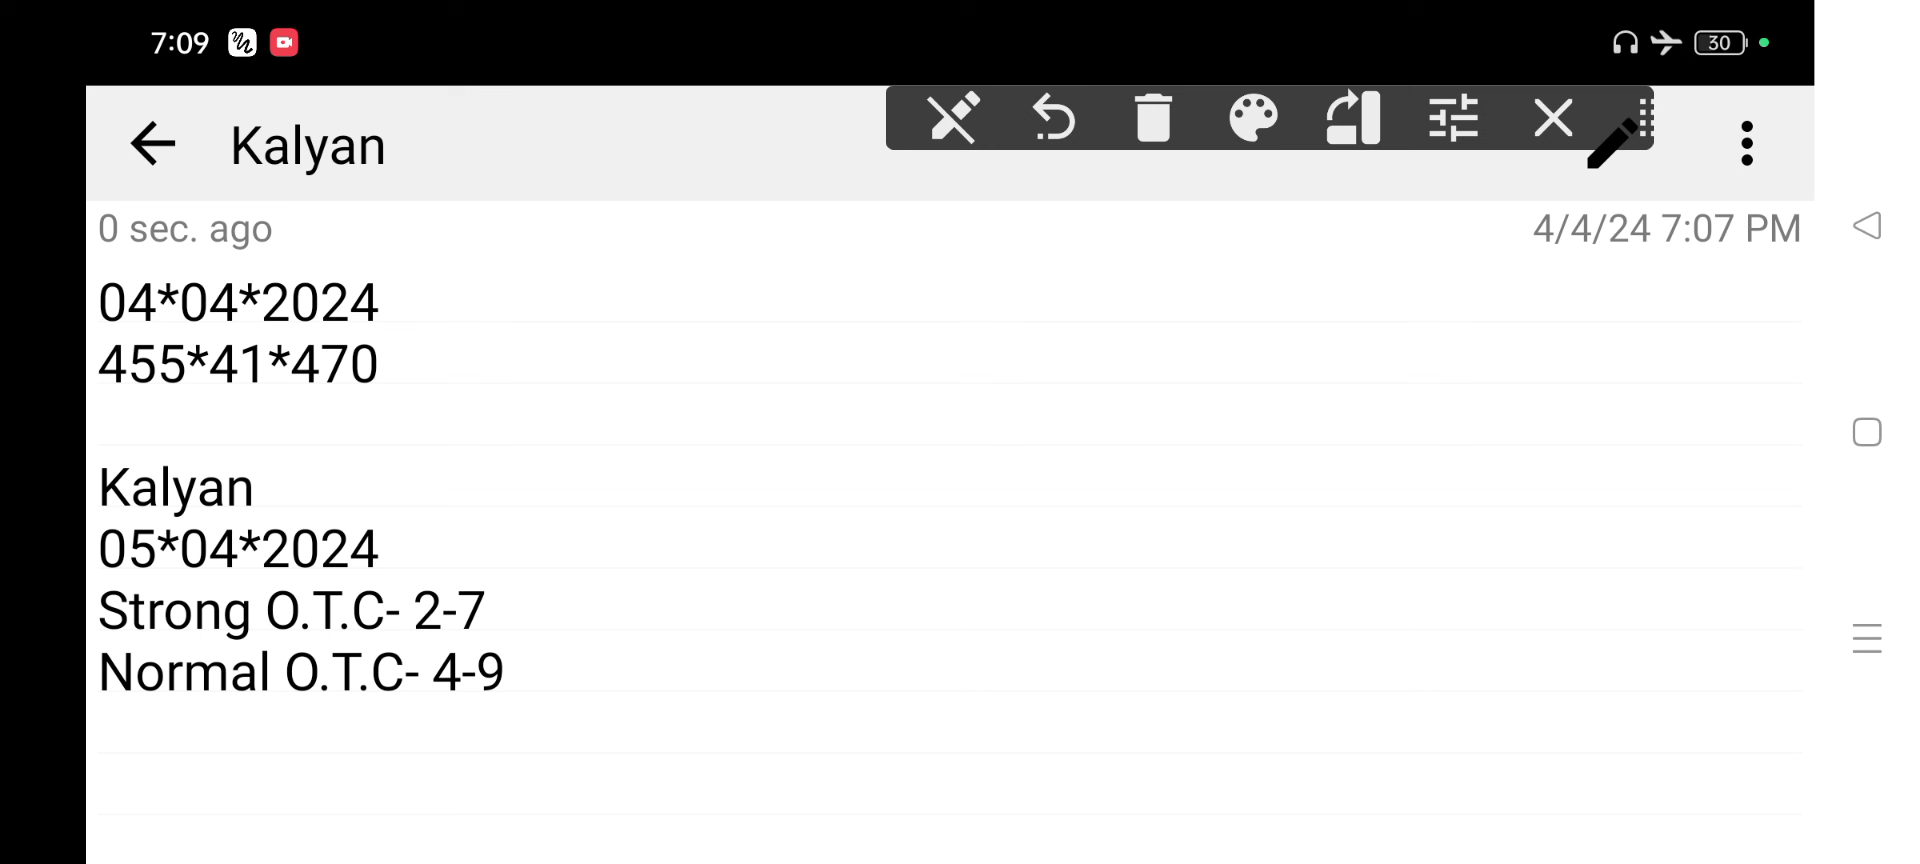 7:09
30
Kalyan
0 sec. ago
4/4/24 7:07 PM
04*04*2024
455*41*470
Kalyan
05*04*2024
Strong O.T.C- 2-7
Normal O.T.C- 4-9